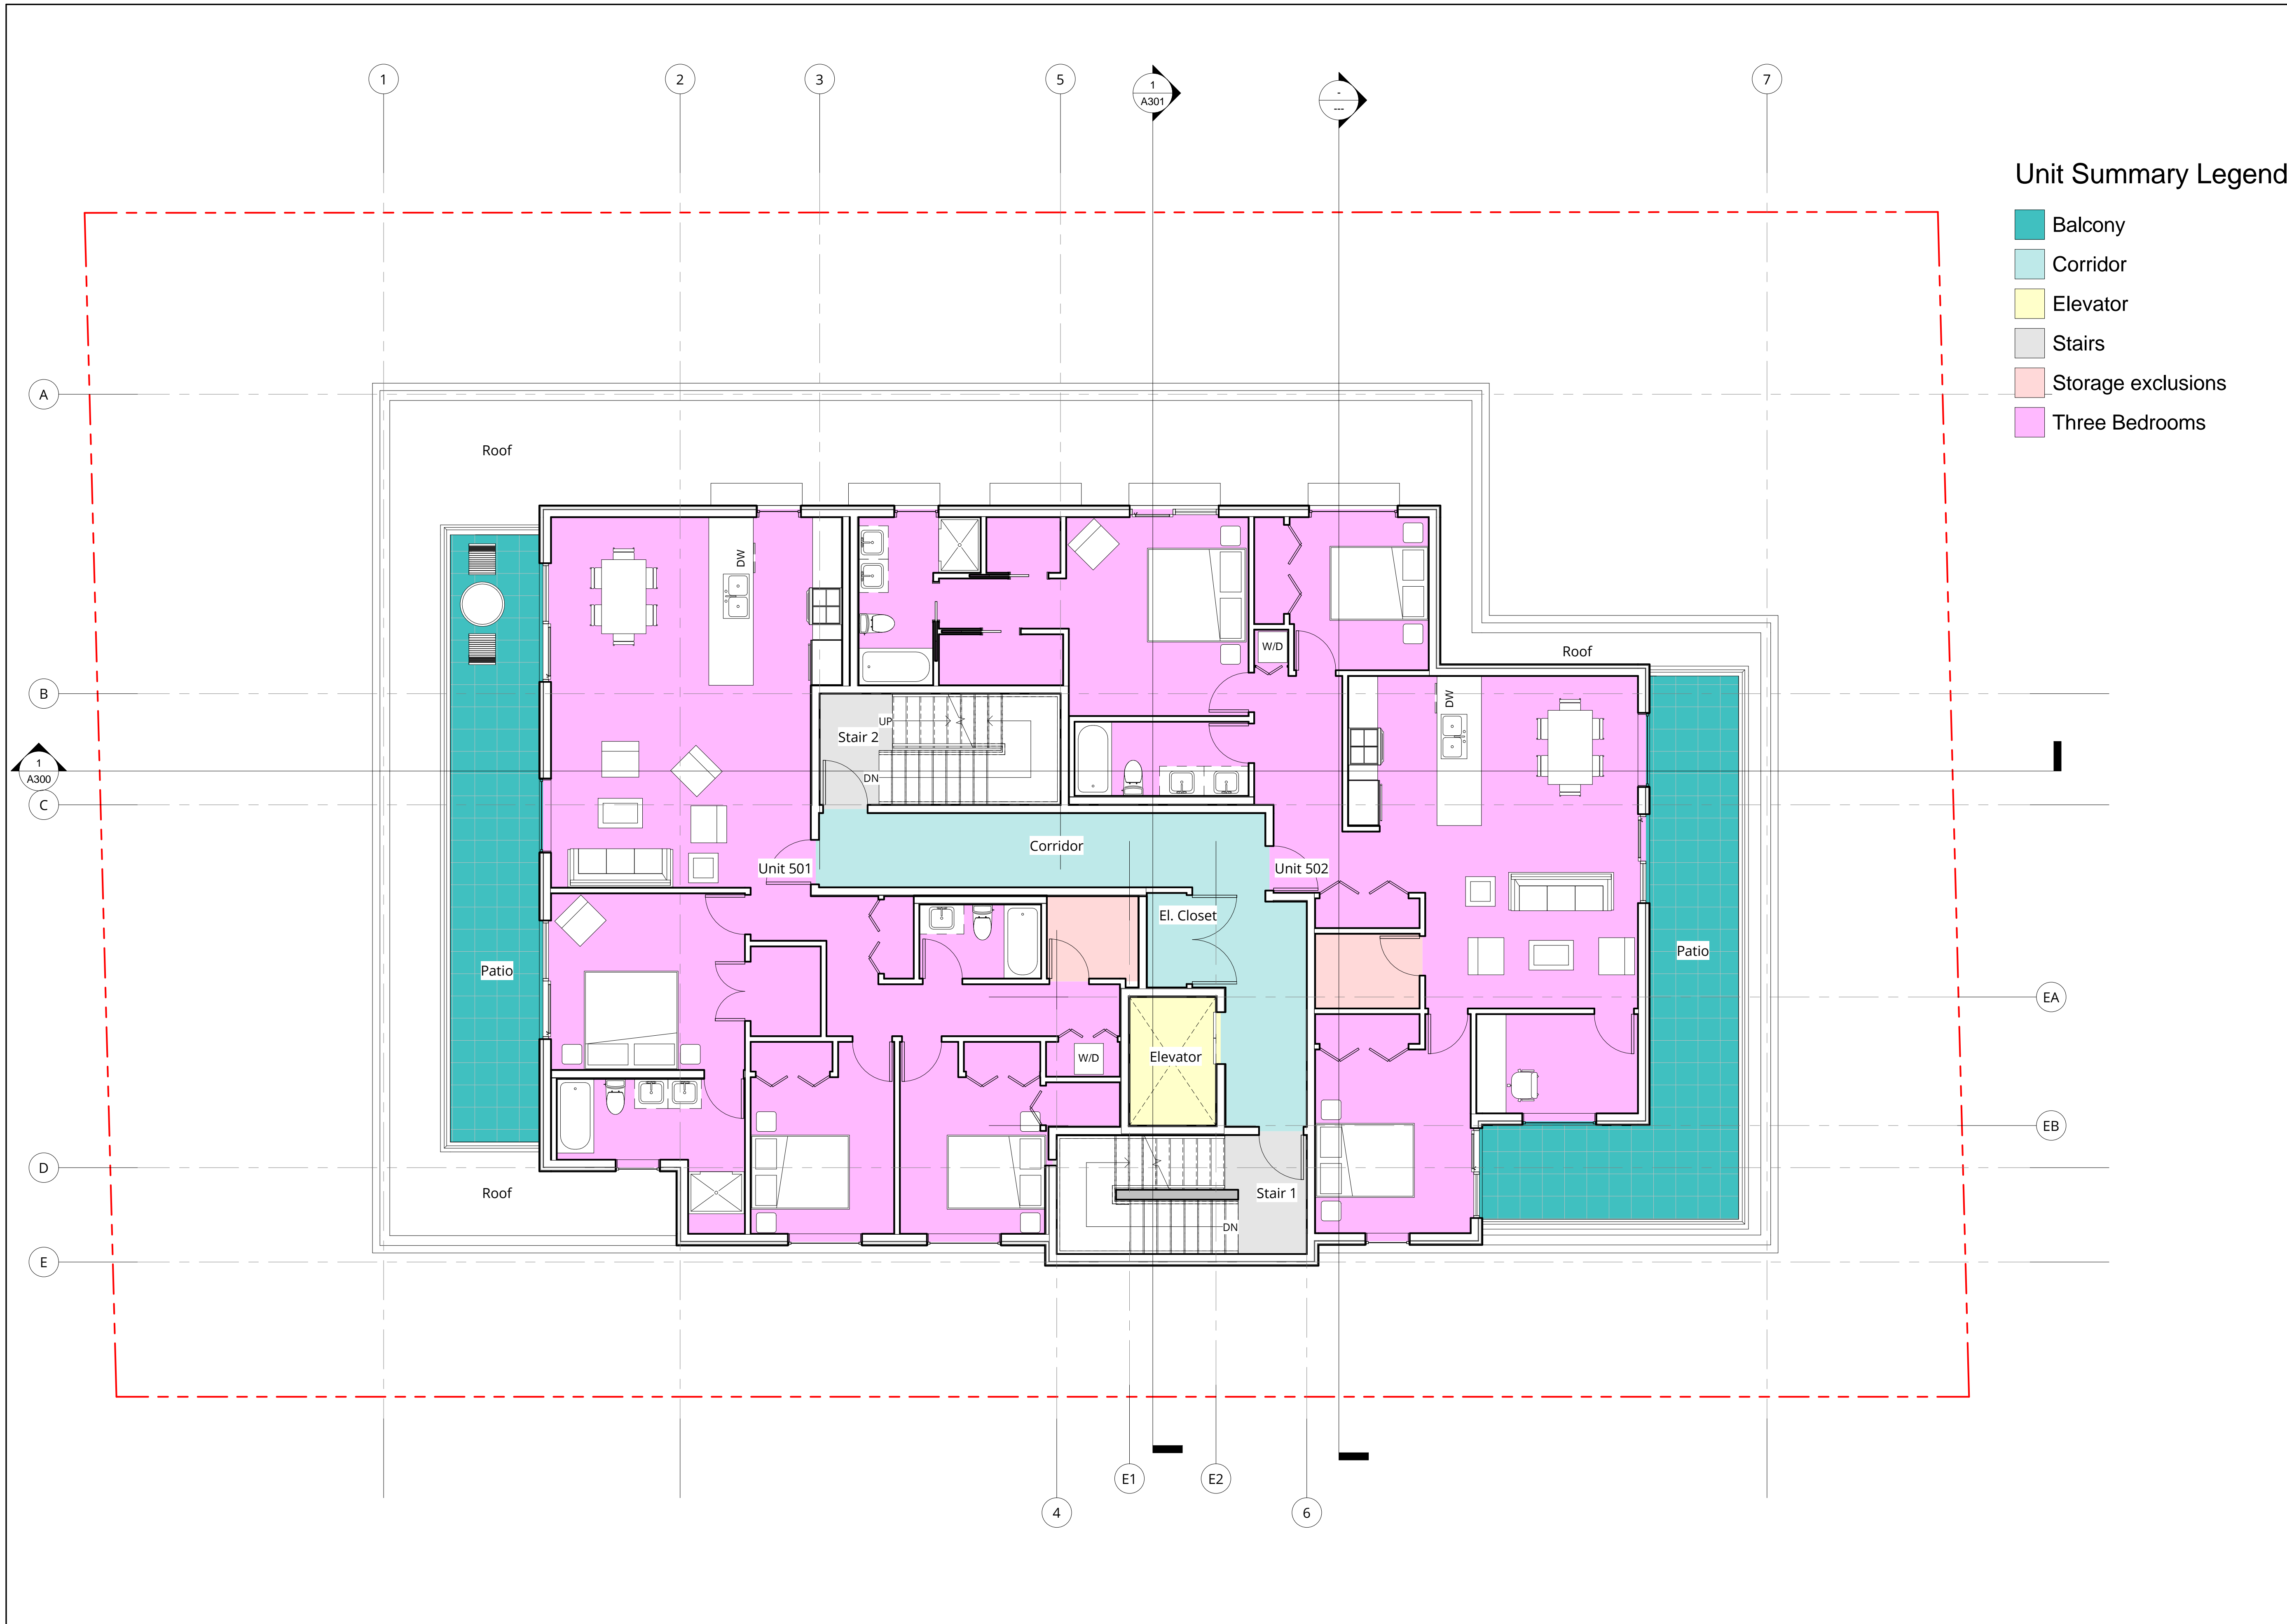 1
2
3
5
1
A301
-
---
7
Unit Summary Legend
Balcony
Corridor
Elevator
Stairs
Storage exclusions
Three Bedrooms
A
Roof
DW
W/D
Roof
B
DW
UP
Stair 2
1
A300
DN
C
Corridor
Unit 501
Unit 502
El. Closet
Patio
Patio
EA
Elevator
W/D
EB
D
Roof
Stair 1
DN
E
E1
E2
4
6